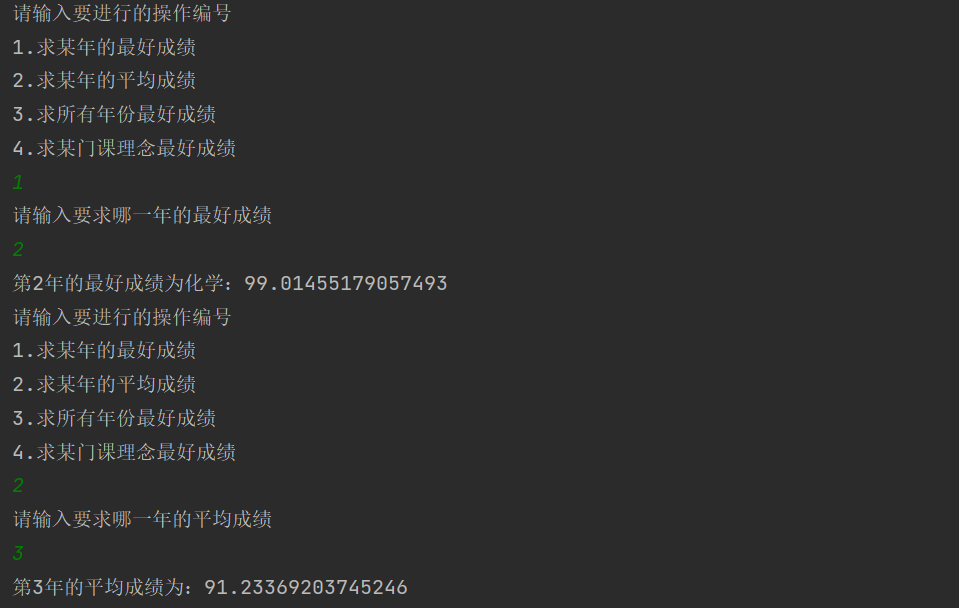 请输入要进行的操作编号
1.求某年的最好成绩
2.求某年的平均成绩
3.求所有年份最好成绩
4.求某门课理念最好成绩
1
请输入要求哪一年的最好成绩
2
第2年的最好成绩为化学：99.01455179057493
请输入要进行的操作编号
1.求某年的最好成绩
2.求某年的平均成绩
3.求所有年份最好成绩
4.求某门课理念最好成绩
2
请输入要求哪一年的平均成绩
3
第3年的平均成绩为：91.23369203745246